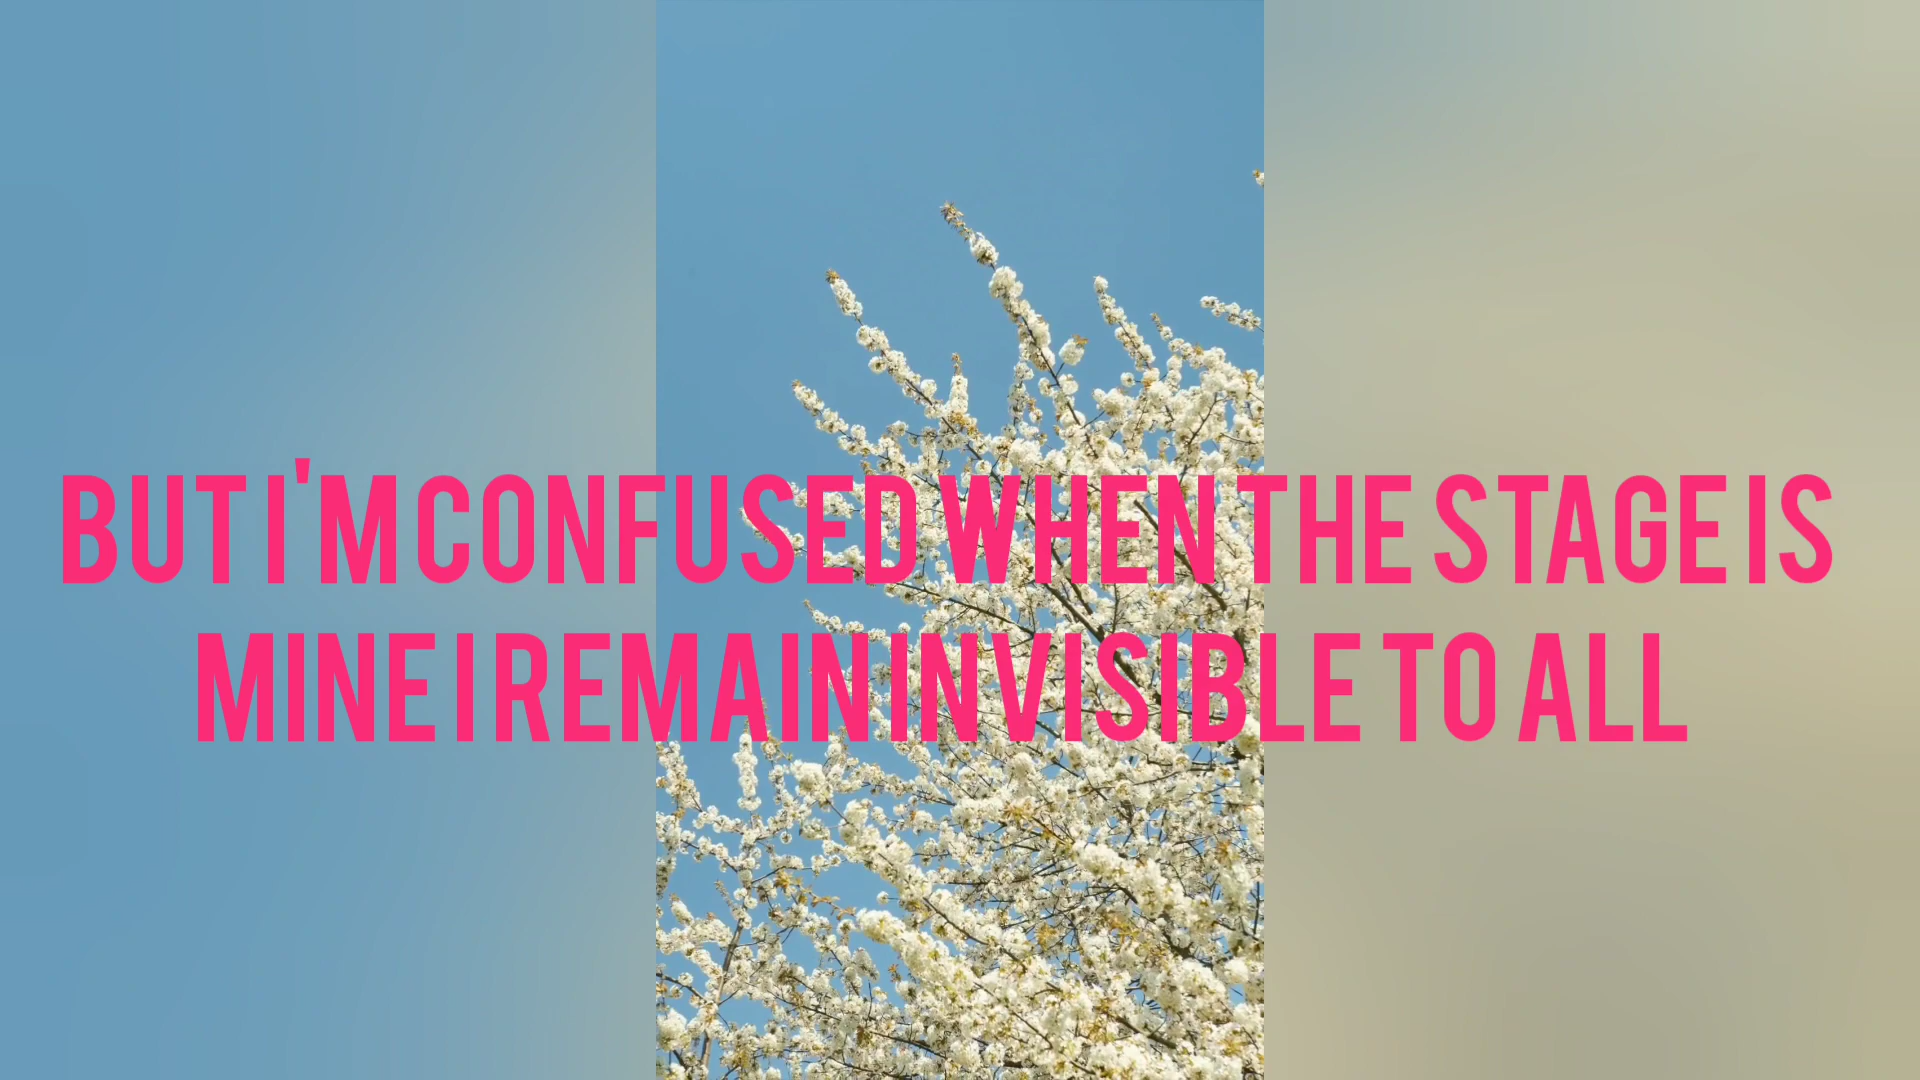 BUT I'M CONFUSED WHEN THE STAGE IS
MINE I REMAIN INVISIBLE TO ALL